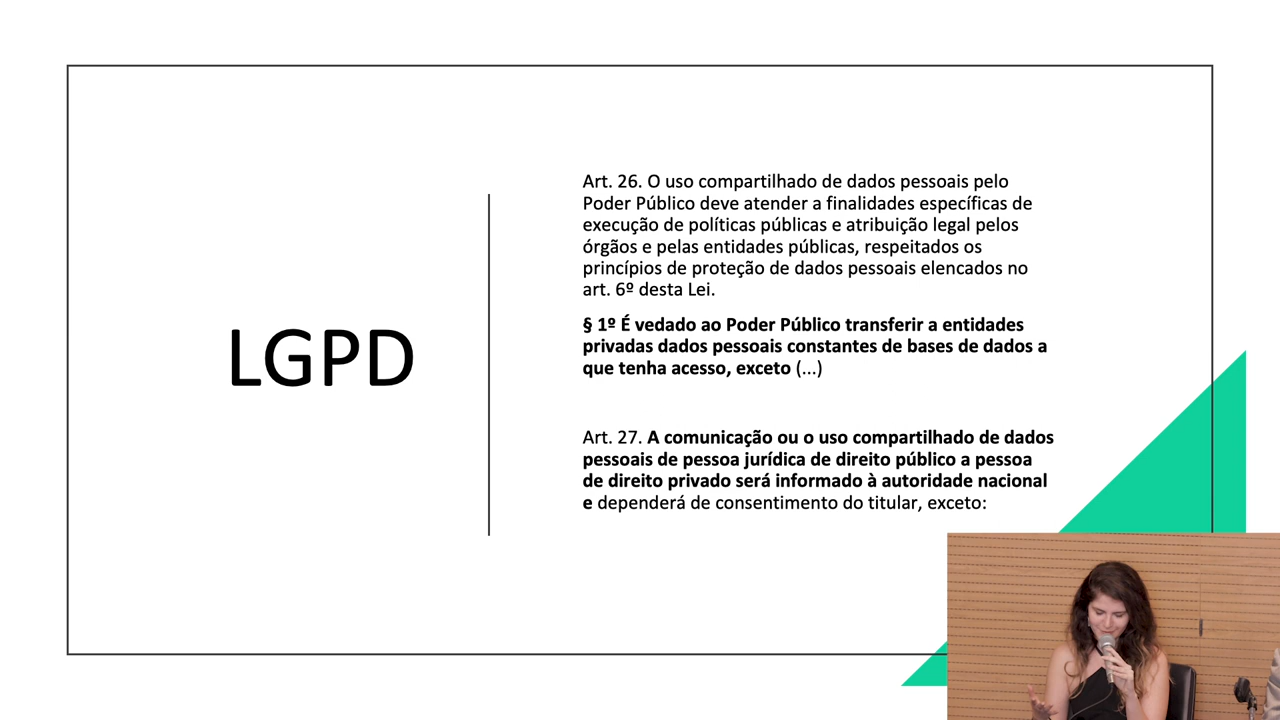 LGPD
Art. 26. O uso compartilhado de dados pessoais pelo
Poder Público deve atender a finalidades específicas de
execução de políticas públicas e atribuição legal pelos
órgãos e pelas entidades públicas, respeitados os
princípios de proteção de dados pessoais elencados no
art. 6º desta Lei.
§ 1º É vedado ao Poder Público transferir a entidades
privadas dados pessoais constantes de bases de dados a
que tenha acesso, exceto (...)
Art. 27. A comunicação ou o uso compartilhado de dados
pessoais de pessoa jurídica de direito público a pessoa
de direito privado será informado à autoridade nacional
e dependerá de consentimento do titular, exceto: